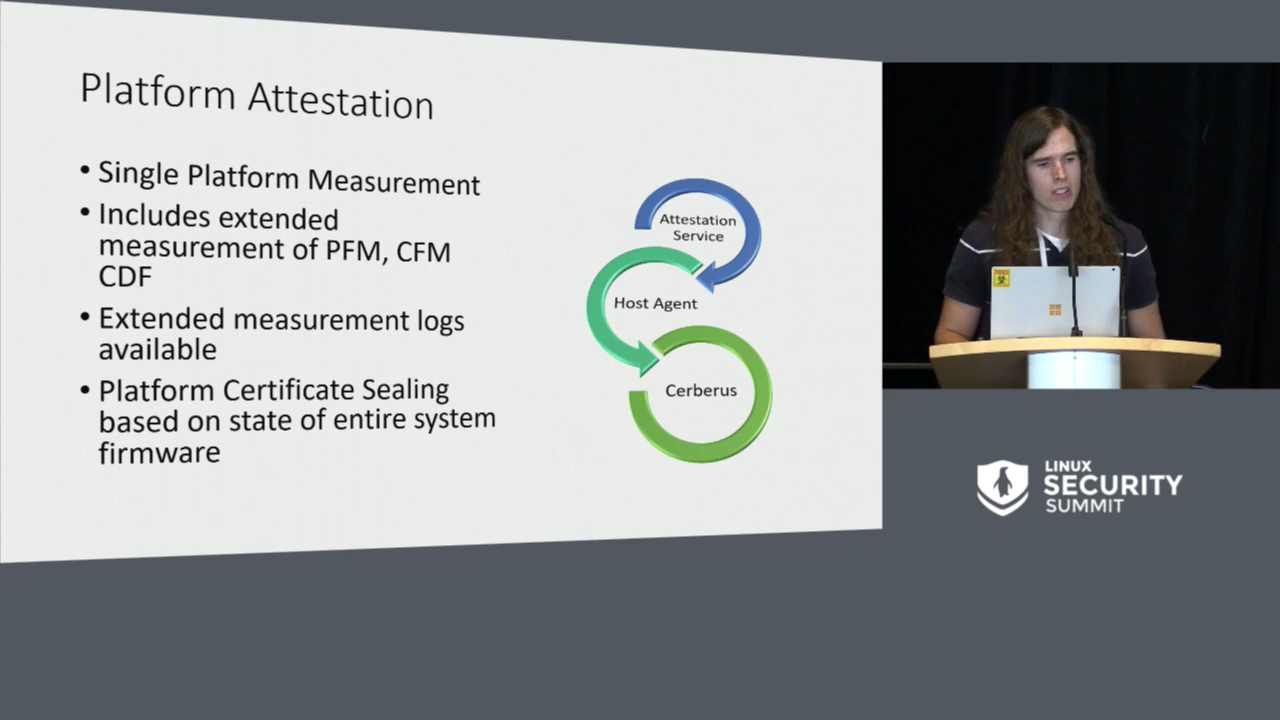 Platform Attestation
• Single Platform Measurement
• Includes extended
measurement of PFM, CFM
CDF
• Extended measurement logs
available
• Platform Certificate Sealing
based on state of entire system
firmware
Attestation
Service
Host Agent
Cerberus
LINUX
SECURITY
SUMMIT